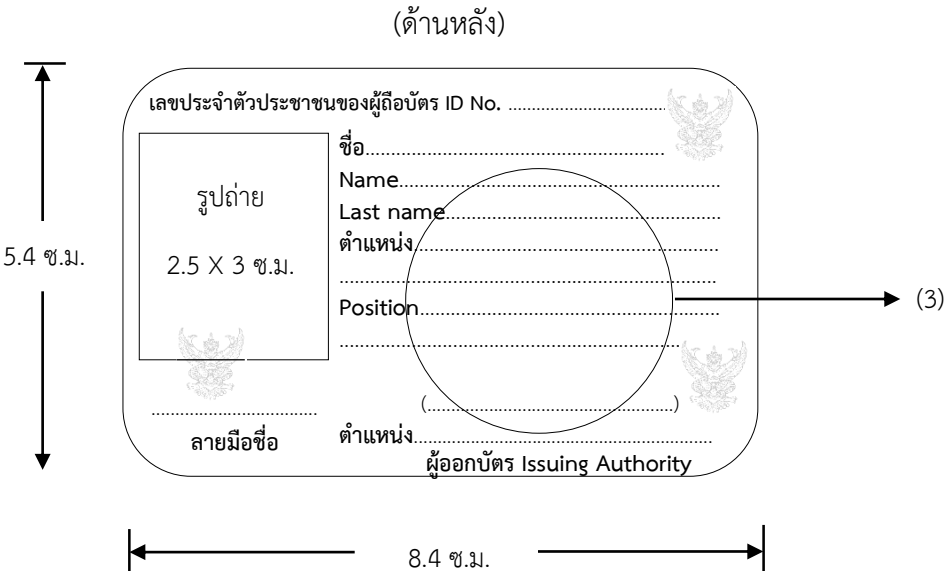 (ด้านหลัง)
เลขประจำตัวประชาชนของผู้ถือบัตร ID No. ..................................
ชื่อ..................................................................
Name.................................................................
Last name........................................................
รูปถ่าย
2.5 X 3 ซ.ม.
ตำแหน่ง...............................................................
..............................................................................
Position.............................................................
......................................................................
5.4 ซ.ม.
(3)
(......................................................)
....................................
ลายมือชื่อ
ตำแหน่ง...............................................................
ผู้ออกบัตร Issuing Authority
8.4 ซ.ม.